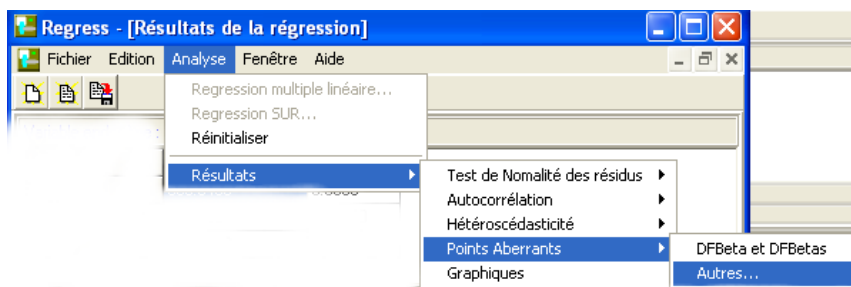 Regress - [Résultats de la régression]
Fichier Edition Analyse Fenêtre Aide
Regression multiple linéaire...
Regression SUR...
Réinitialiser
Résultats
Test de Nomalité des résidus
Autocorrélation
Hétéroscédasticité
Points Aberrants
Graphiques
DFBeta et DFBetas
Autres...